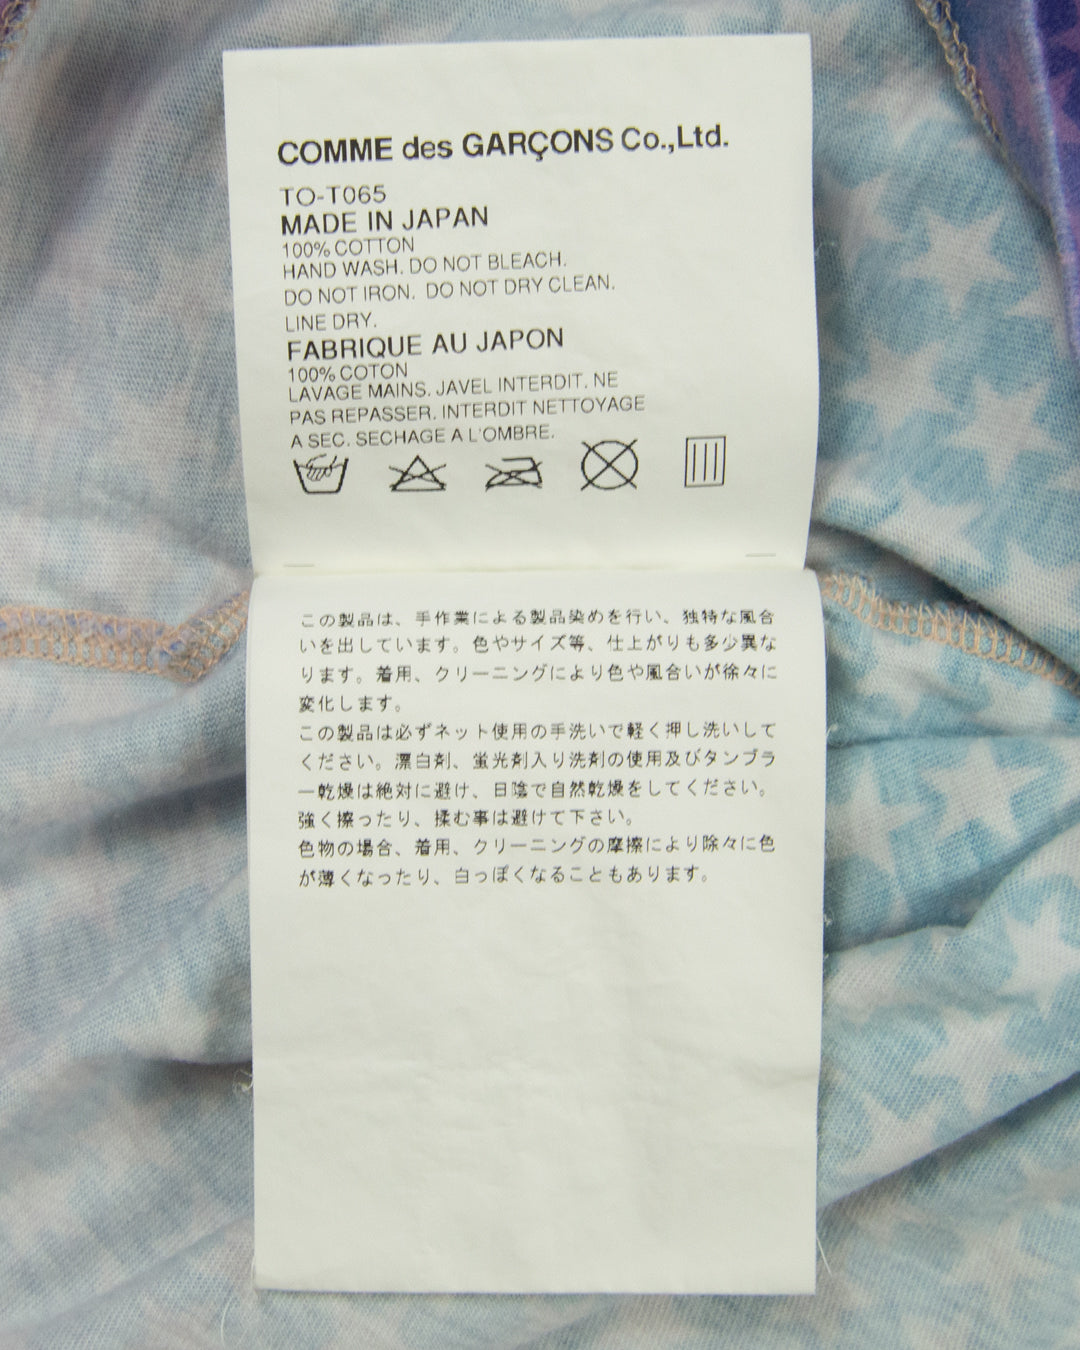 COMME des GARÇONS Co.,Ltd.
TO-T065
MADE IN JAPAN
100% COTTON
HAND WASH. DO NOT BLEACH.
DO NOT IRON. DO NOT DRY CLEAN.
LINE DRY.
FABRIQUE AU JAPON
100% COTON
LAVAGE MAINS. JAVEL INTERDIT. NE
PAS REPASSER. INTERDIT NETTOYAGE
A SEC. SECHAGE A L'OMBRE.
この製品は、手作業による製品染めを行い、独特な風合
いを出しています。色やサイズ等、仕上がりも多少異な
ります。着用、クリーニングにより色や風合いが徐々に
変化します。
この製品は必ずネット使用の手洗いで軽く押し洗いして
ください。漂白剤、蛍光剤入り洗剤の使用及びタンブラ
ー乾燥は絶対に避け、日陰で自然乾燥をしてください。
強く擦ったり、揉む事は避けて下さい。
色物の場合、着用、クリーニングの摩擦により除々に色
が薄くなったり、白っぽくなることもあります。